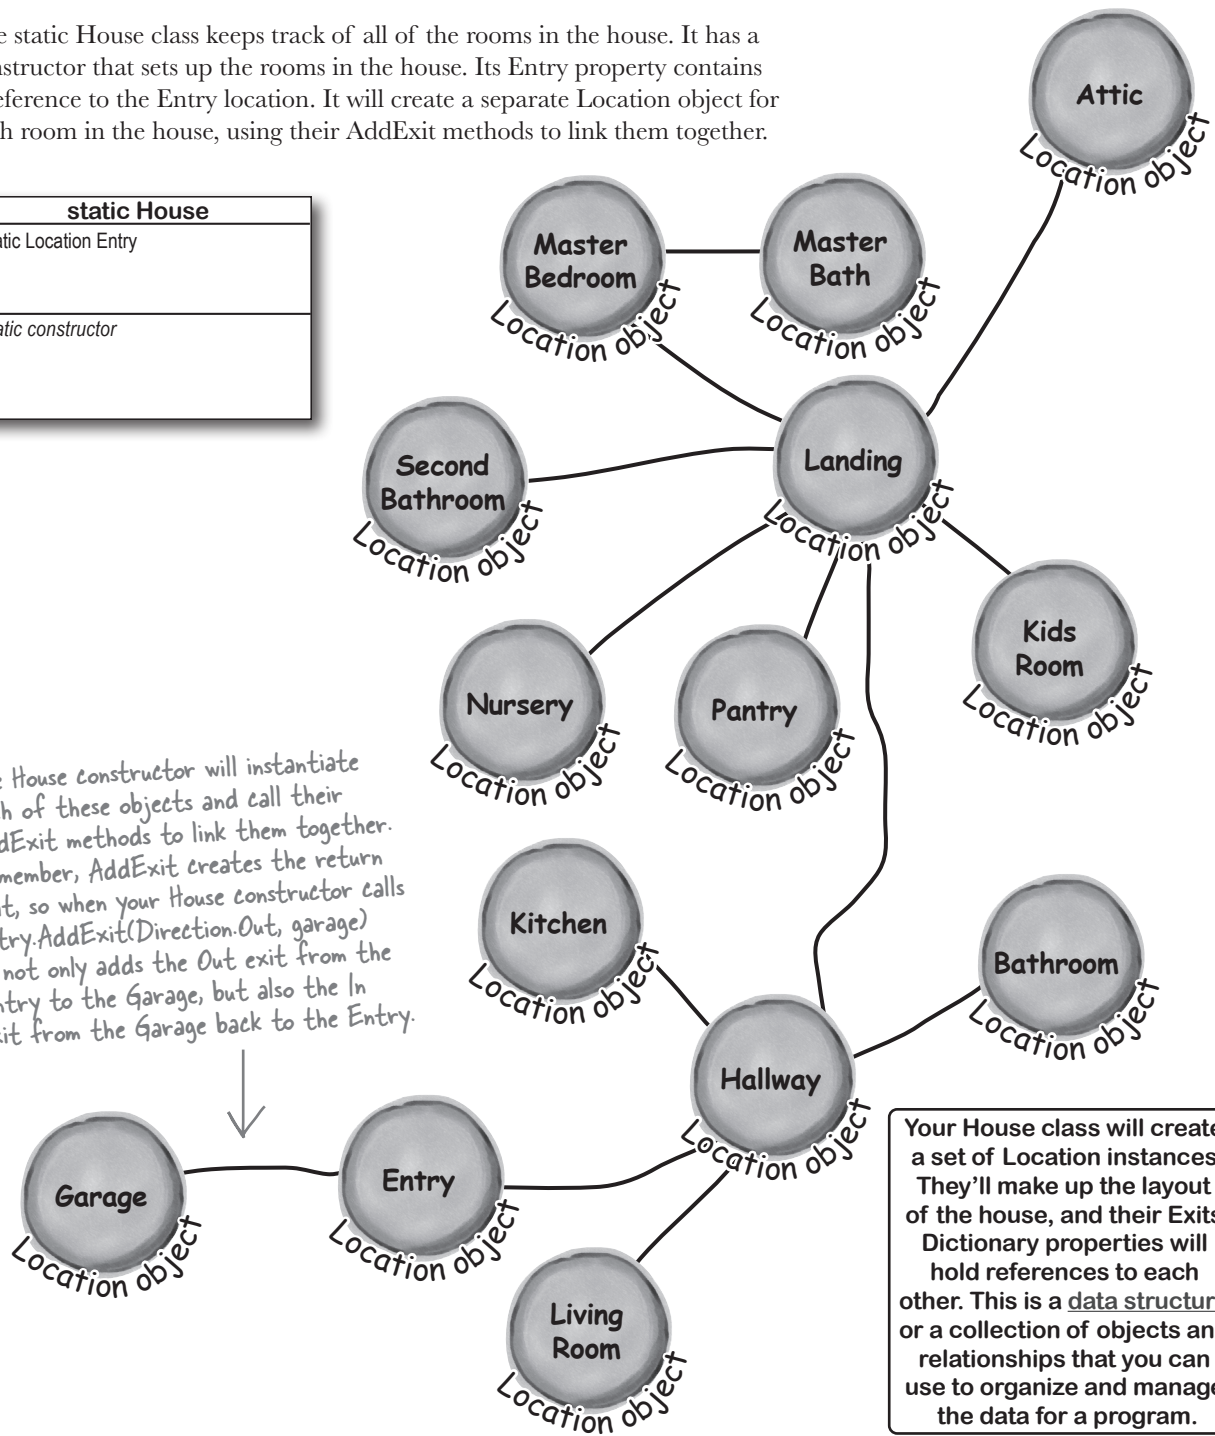 e static House class keeps track of all of the rooms in the house. It has a
nstructor that sets up the rooms in the house. Its Entry property contains
eference to the Entry location. It will create a separate Location object for
h room in the house, using their AddExit methods to link them together.
static House
atic Location Entry
atic constructor
Attic
Location object
Master
Bedroom
Location object
Master
Bath
Location object
Landing
Location object
Second
Bathroom
Location object
Kids
Room
Location object
Nursery
Location object
Pantry
Location object
e House constructor will instantiate
h of these objects and call their
dExit methods to link them together.
member, AddExit creates the return
it, so when your House constructor calls
try.AddExit(Direction.Out, garage)
not only adds the Out exit from the
ntry to the Garage, but also the In
xit from the Garage back to the Entry.
Kitchen
Location object
Bathroom
Location object
Hallway
Location object
Garage
Location object
Entry
Location object
Living
Room
Location object
Your House class will create
a set of Location instances
They'll make up the layout
of the house, and their Exits
Dictionary properties will
hold references to each
other. This is a data structur
or a collection of objects an
relationships that you can
use to organize and manage
the data for a program.